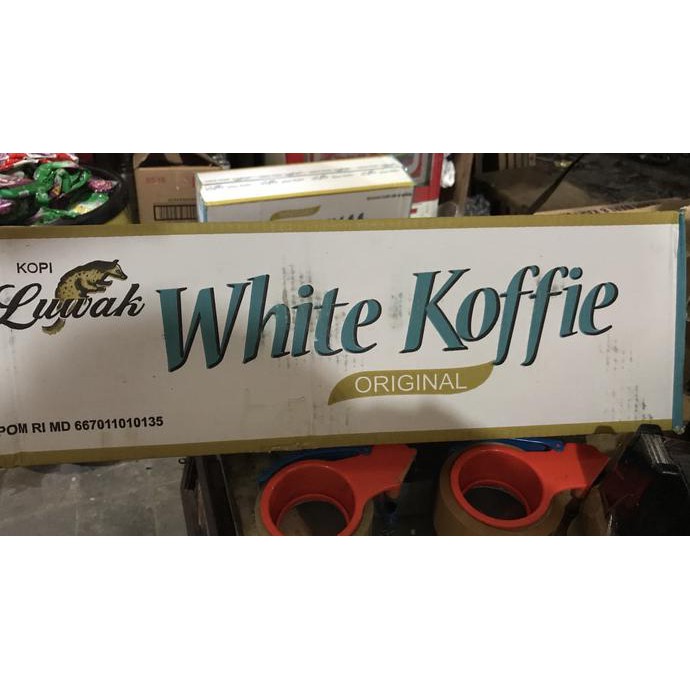 KOPI
Luwak
White Koffie
ORIGINAL
POM RI MD 667011010135